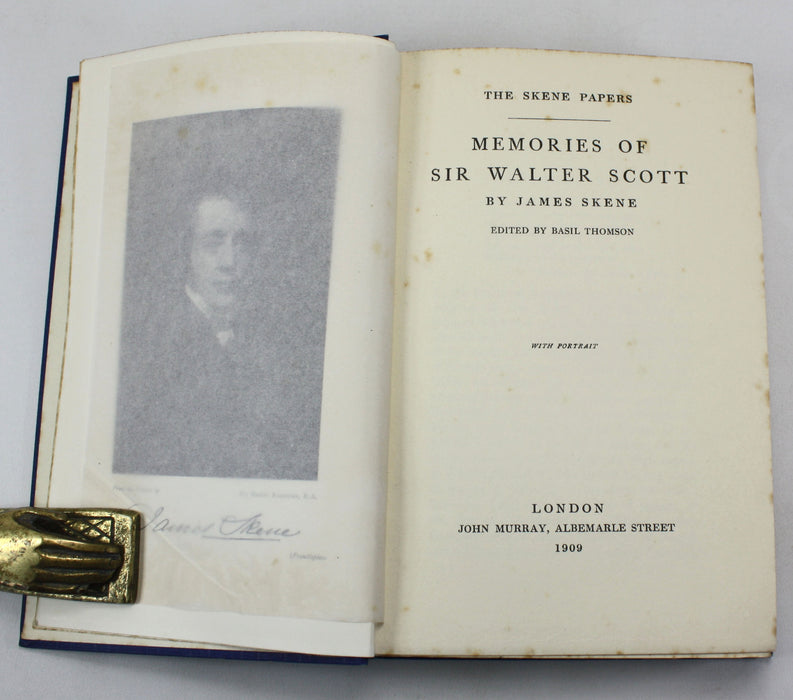 James Skene
THE SKENE PAPERS
MEMORIES OF
SIR WALTER SCOTT
BY JAMES SKENE
EDITED BY BASIL THOMSON
WITH PORTRAIT
LONDON
JOHN MURRAY, ALBEMARLE STREET
1909